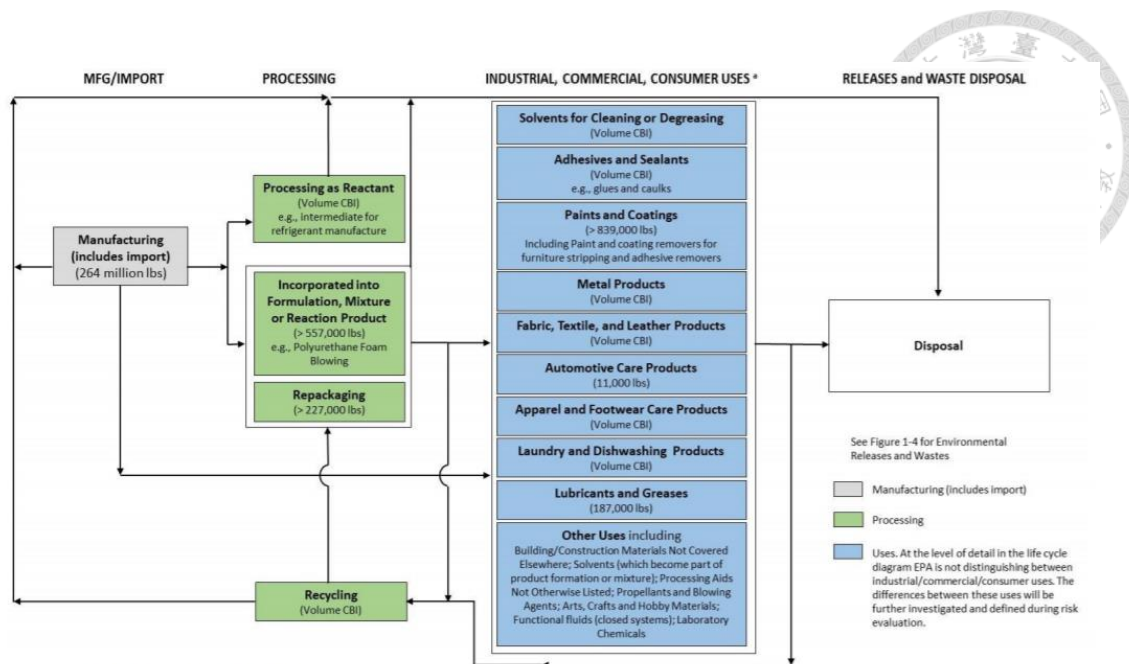 MFG/IMPORT
PROCESSING
INDUSTRIAL, COMMERCIAL, CONSUMER USES a
RELEASES and WASTE DISPOSAL
Manufacturing
(includes import)
(264 million lbs)
Processing as Reactant
(Volume CBI)
e.g., intermediate for
refrigerant manufacture
Incorporated into
Formulation, Mixture
or Reaction Product
(> 557,000 lbs)
e.g., Polyurethane Foam
Blowing
Repackaging
(> 227,000 lbs)
Recycling
(Volume CBI)
Solvents for Cleaning or Degreasing
(Volume CBI)
Adhesives and Sealants
(Volume CBI)
e.g., glues and caulks
Paints and Coatings
(> 839,000 lbs)
Including Paint and coating removers for
furniture stripping and adhesive removers
Metal Products
(Volume CBI)
Fabric, Textile, and Leather Products
(Volume CBI)
Automotive Care Products
(11,000 lbs)
Apparel and Footwear Care Products
(Volume CBI)
Laundry and Dishwashing Products
(Volume CBI)
Lubricants and Greases
(187,000 lbs)
Other Uses including
Building/Construction Materials Not Covered
Elsewhere; Solvents (which become part of
product formation or mixture); Processing Aids
Not Otherwise Listed; Propellants and Blowing
Agents; Arts, Crafts and Hobby Materials;
Functional fluids (closed systems); Laboratory
Chemicals
Disposal
See Figure 1-4 for Environmental
Releases and Wastes
Manufacturing (includes import)
Processing
Uses. At the level of detail in the life cycle
diagram EPA is not distinguishing between
industrial/commercial/consumer uses. The
differences between these uses will be
further investigated and defined during risk
evaluation.
灣臺